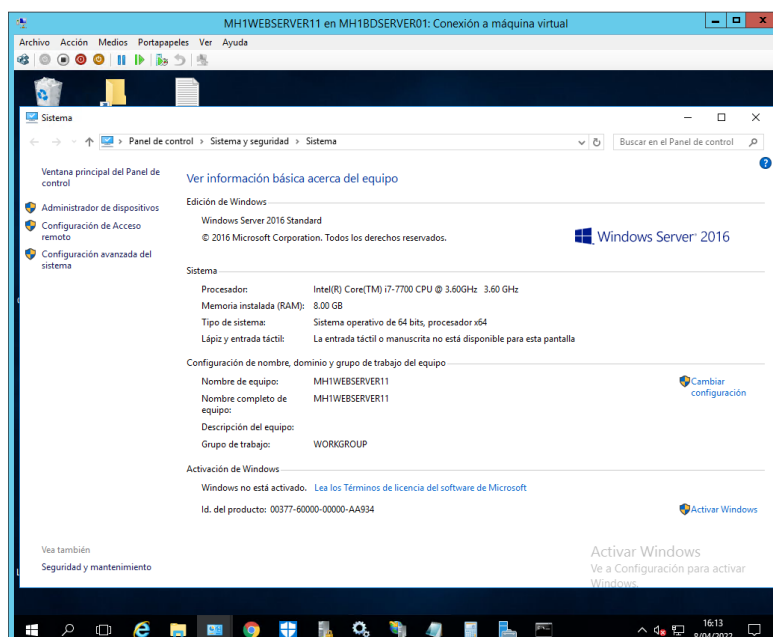 MH1WEBSERVER11 en MH1BDSERVER01: Conexión a máquina virtual
Archivo Acción Medios Portapapeles Ver Ayuda
Sistema
Panel de control > Sistema y seguridad > Sistema
Buscar en el Panel de control
Ventana principal del Panel de
control
Administrador de dispositivos
Configuración de Acceso
remoto
Configuración avanzada del
sistema
Ver información básica acerca del equipo
Edición de Windows
Windows Server 2016 Standard
© 2016 Microsoft Corporation. Todos los derechos reservados.
Windows Server 2016
Sistema
Procesador: Intel(R) Core(TM) i7-7700 CPU @ 3.60GHz 3.60 GHz
Memoria instalada (RAM): 8.00 GB
Tipo de sistema: Sistema operativo de 64 bits, procesador x64
Lápiz y entrada táctil: La entrada táctil o manuscrita no está disponible para esta pantalla
Configuración de nombre, dominio y grupo de trabajo del equipo
Nombre de equipo: MH1WEBSERVER11
Cambiar
configuración
Nombre completo de
equipo:
MH1WEBSERVER11
Descripción del equipo:
Grupo de trabajo: WORKGROUP
Activación de Windows
Windows no está activado. Lea los Términos de licencia del software de Microsoft
Id. del producto: 00377-60000-00000-AA934
Activar Windows
Vea también
Seguridad y mantenimiento
Activar Windows
Ve a Configuración para activar
Windows.
16:13
8/04/2022